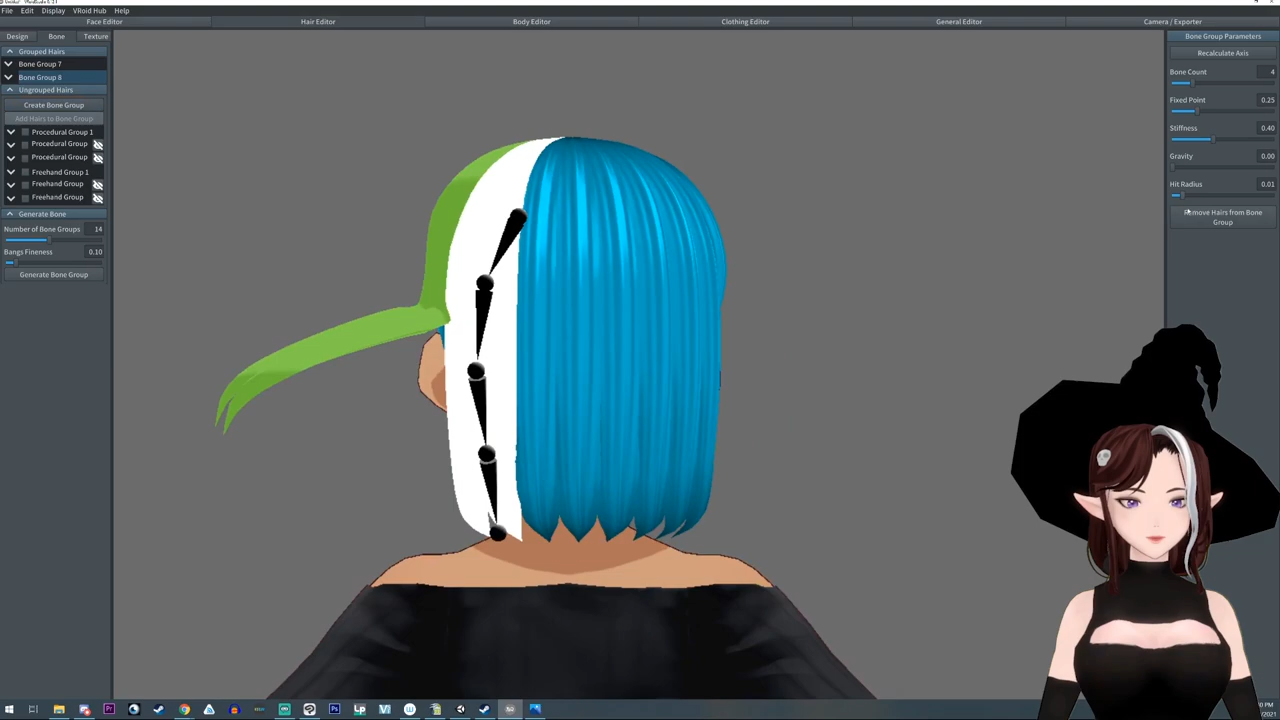 File Edit Display VRoid Hub Help
Face Editor Hair Editor Body Editor Clothing Editor General Editor Camera / Exporter
Design Bone Texture
Grouped Hairs
Bone Group 7
Bone Group 8
Ungrouped Hairs
Create Bone Group
Add Hairs to Bone Group
Procedural Group 1
Procedural Group
Procedural Group
Freehand Group 1
Freehand Group
Freehand Group
Generate Bone
Number of Bone Groups 14
Bangs Fineness 0.10
Generate Bone Group
Bone Group Parameters
Recalculate Axis
Bone Count 4
Fixed Point 0.25
Stiffness 0.40
Gravity 0.00
Hit Radius 0.01
Remove Hairs from Bone
Group